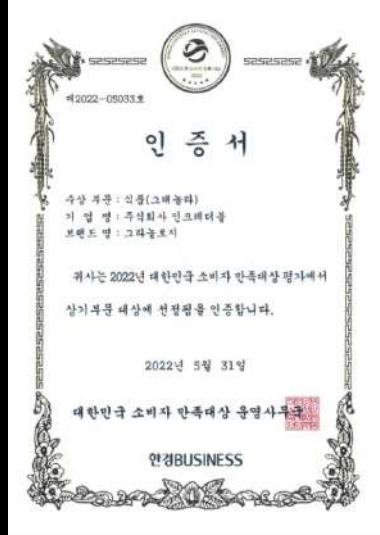 제2022-05033호
인 증 서
수상 부문 : 식품(그래놀라)
기 업 명 : 주식회사 인크레더블
브랜드 명 : 그라놀로지
귀사는 2022년 대한민국 소비자 만족대상 평가에서
상기부문 대상에 선정됨을 인증합니다.
2022년 5월 31일
대한민국 소비자 만족대상 운영사무국
한경BUSINESS